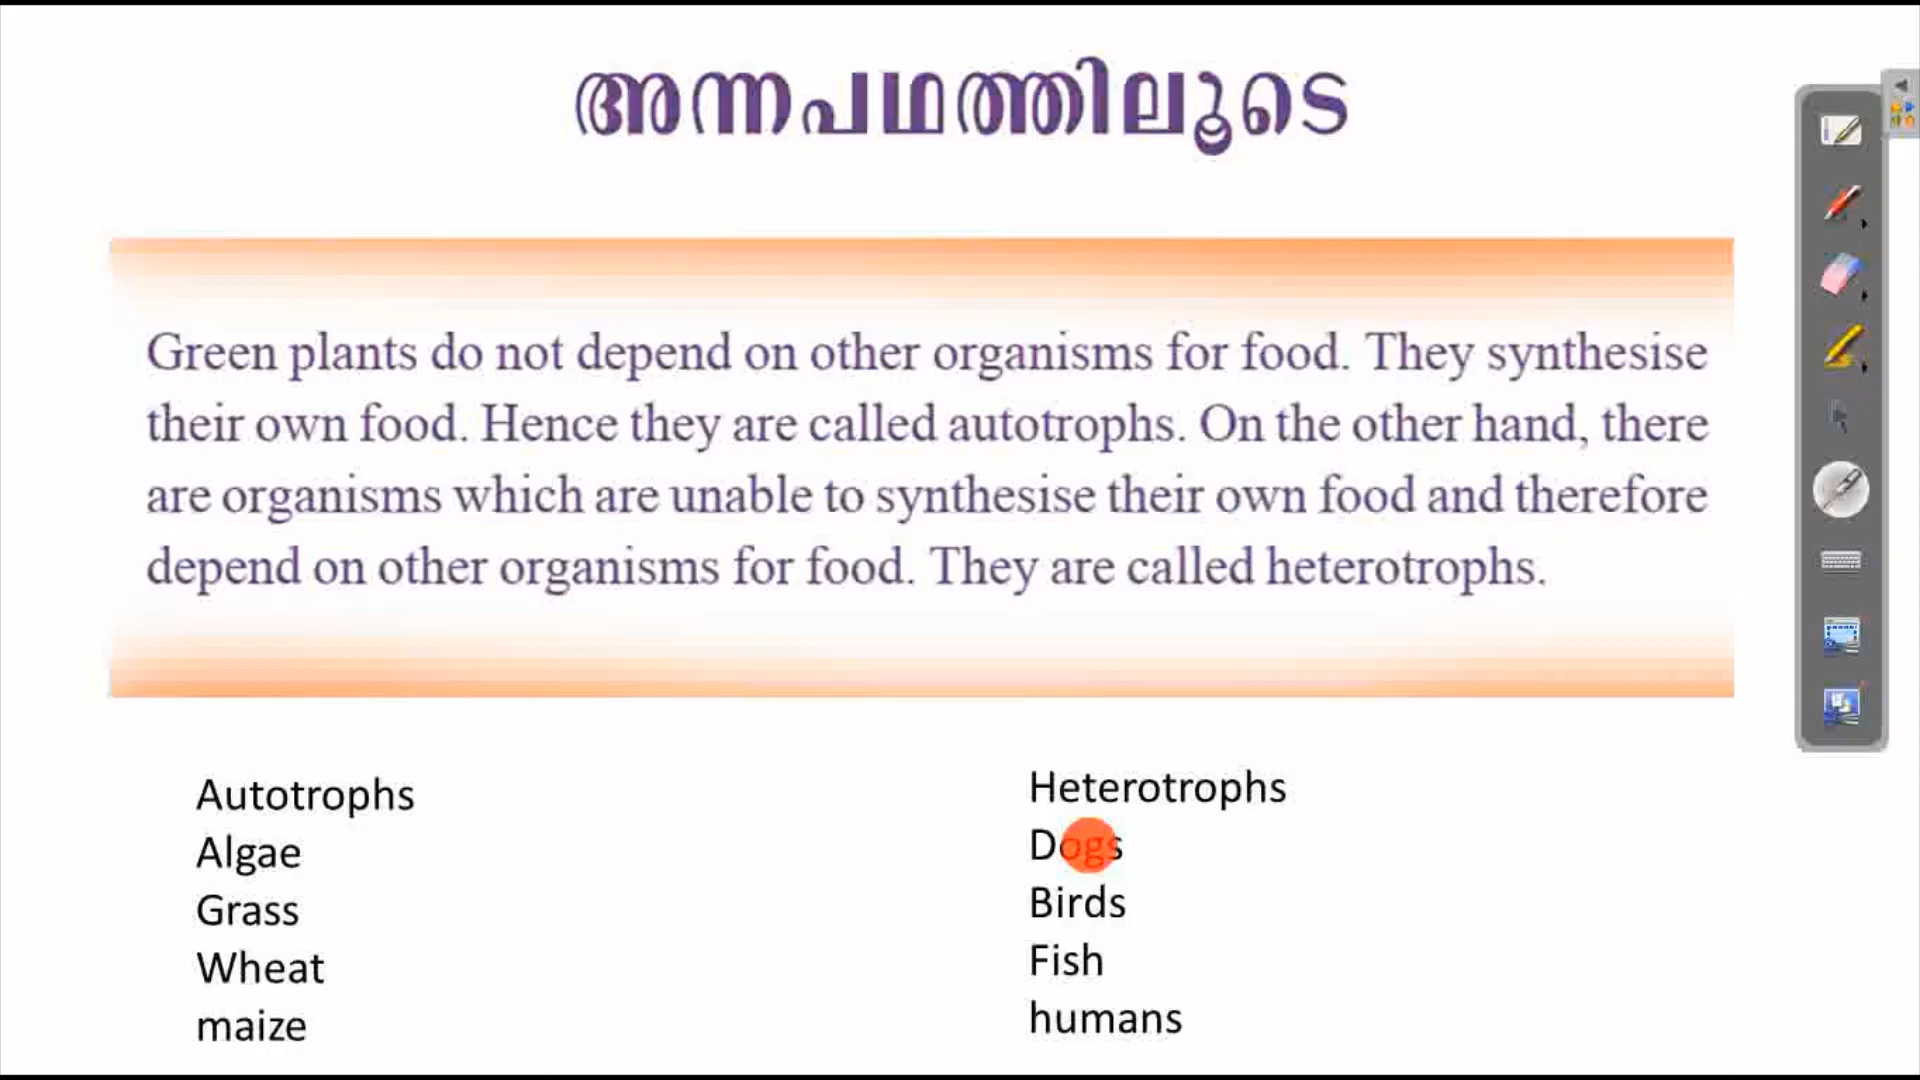 അന്നപഥത്തിലൂടെ
Green plants do not depend on other organisms for food. They synthesise
their own food. Hence they are called autotrophs. On the other hand, there
are organisms which are unable to synthesise their own food and therefore
depend on other organisms for food. They are called heterotrophs.
Autotrophs
Algae
Grass
Wheat
maize
Heterotrophs
Dogs
Birds
Fish
humans